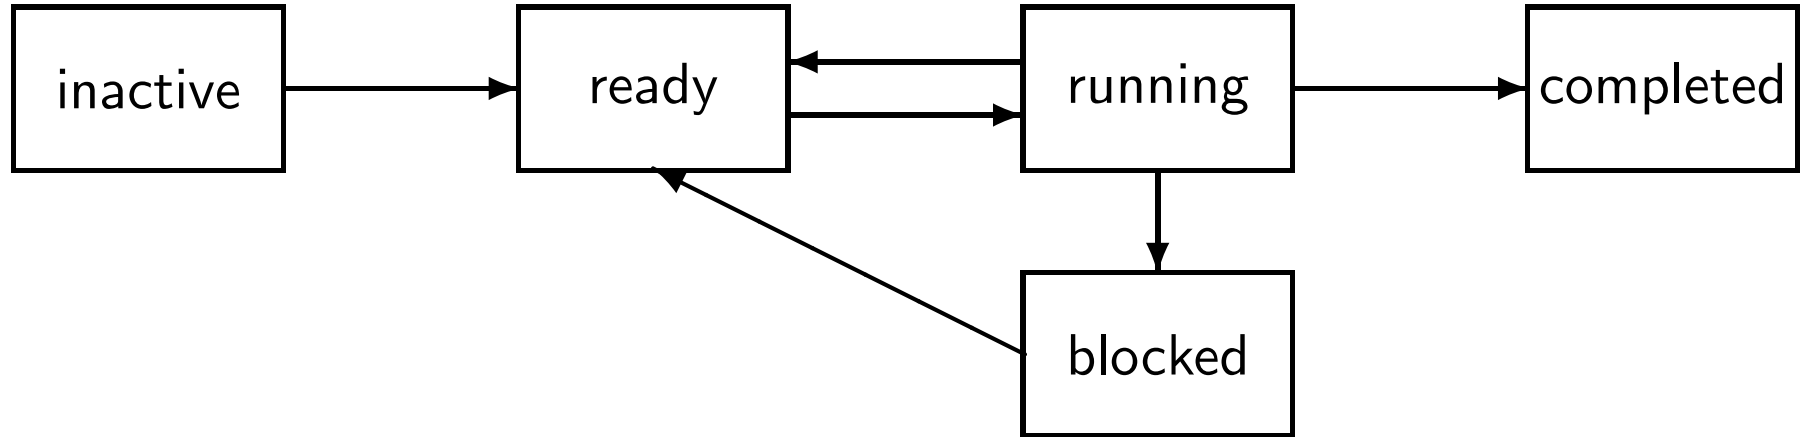 inactive
ready
running
completed
blocked